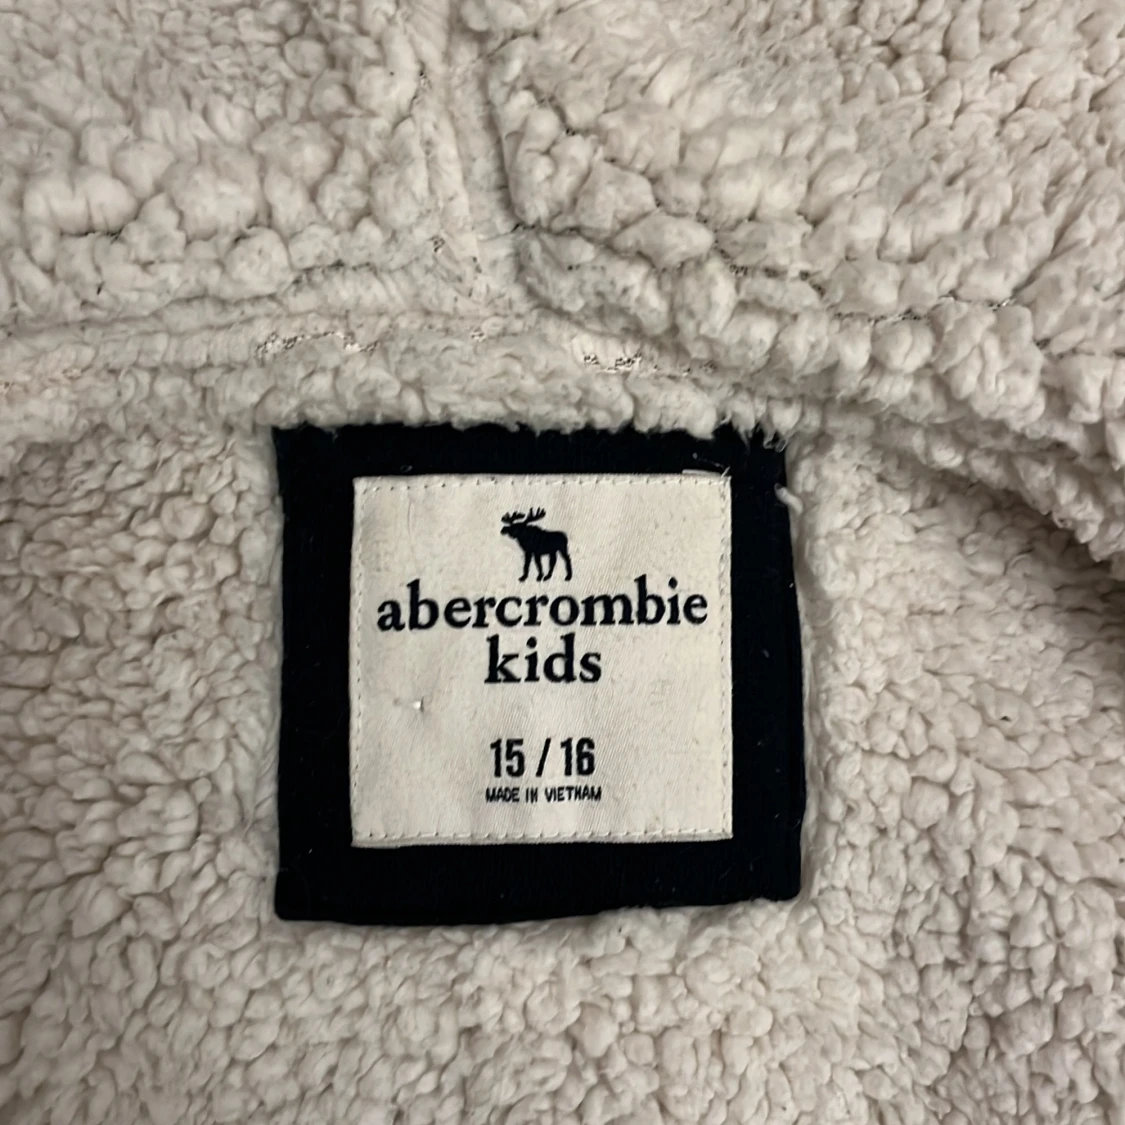 abercrombie
kids
15 / 16
MADE IN VIETNAM